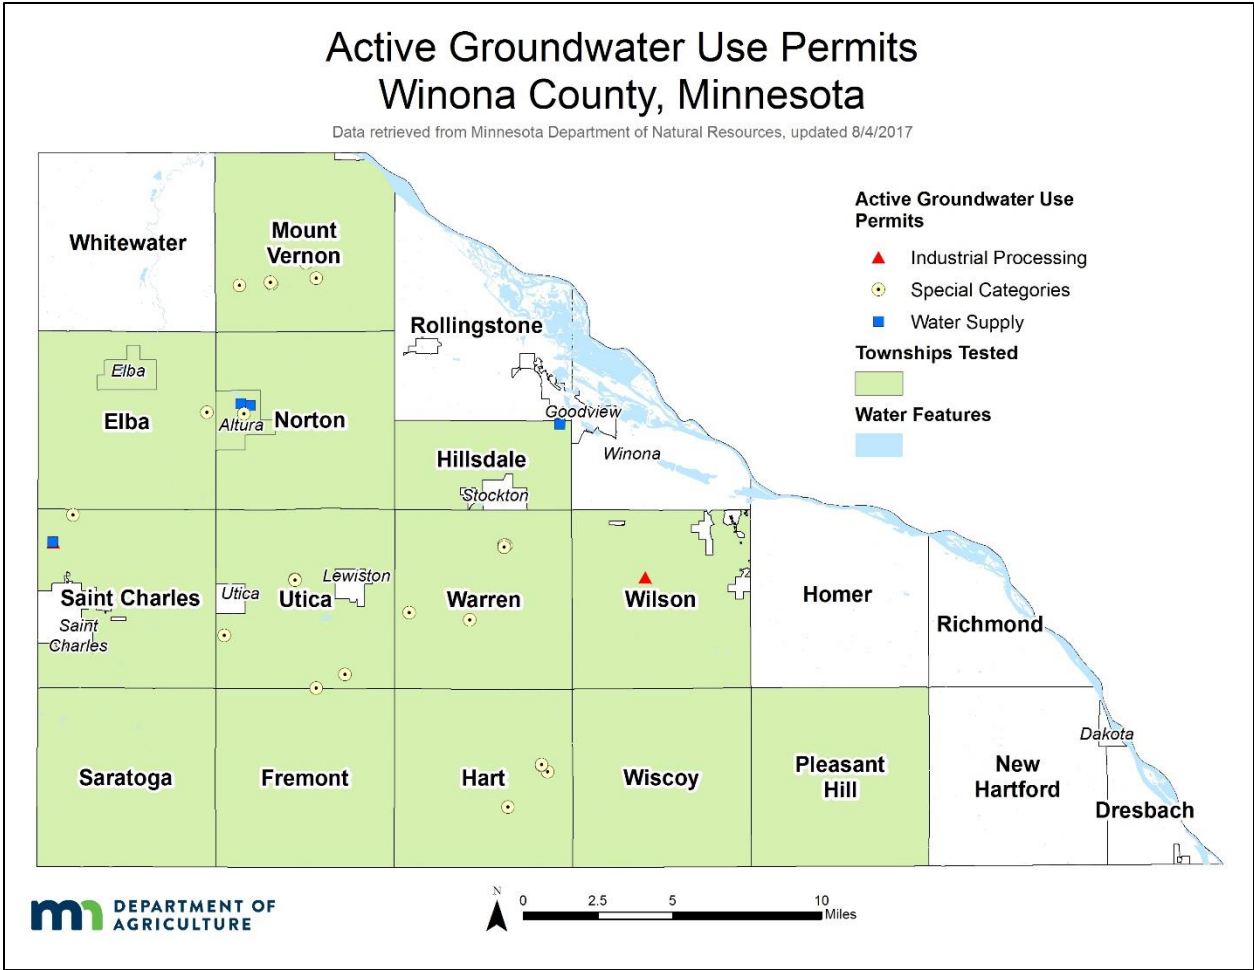 Active Groundwater Use Permits
Winona County, Minnesota
Data retrieved from Minnesota Department of Natural Resources, updated 8/4/2017
Active Groundwater Use
Permits
Industrial Processing
Special Categories
Water Supply
Townships Tested
Water Features
Whitewater
Mount
Vernon
Rollingstone
Elba
Elba
Altura
Norton
Goodview
Winona
Hillsdale
Stockton
Saint Charles
Saint
Charles
Utica
Utica
Lewiston
Warren
Wilson
Homer
Richmond
Saratoga
Fremont
Hart
Wiscoy
Pleasant
Hill
New
Hartford
Dakota
Dresbach
mn DEPARTMENT OF
AGRICULTURE
N
0 2.5 5 10
Miles